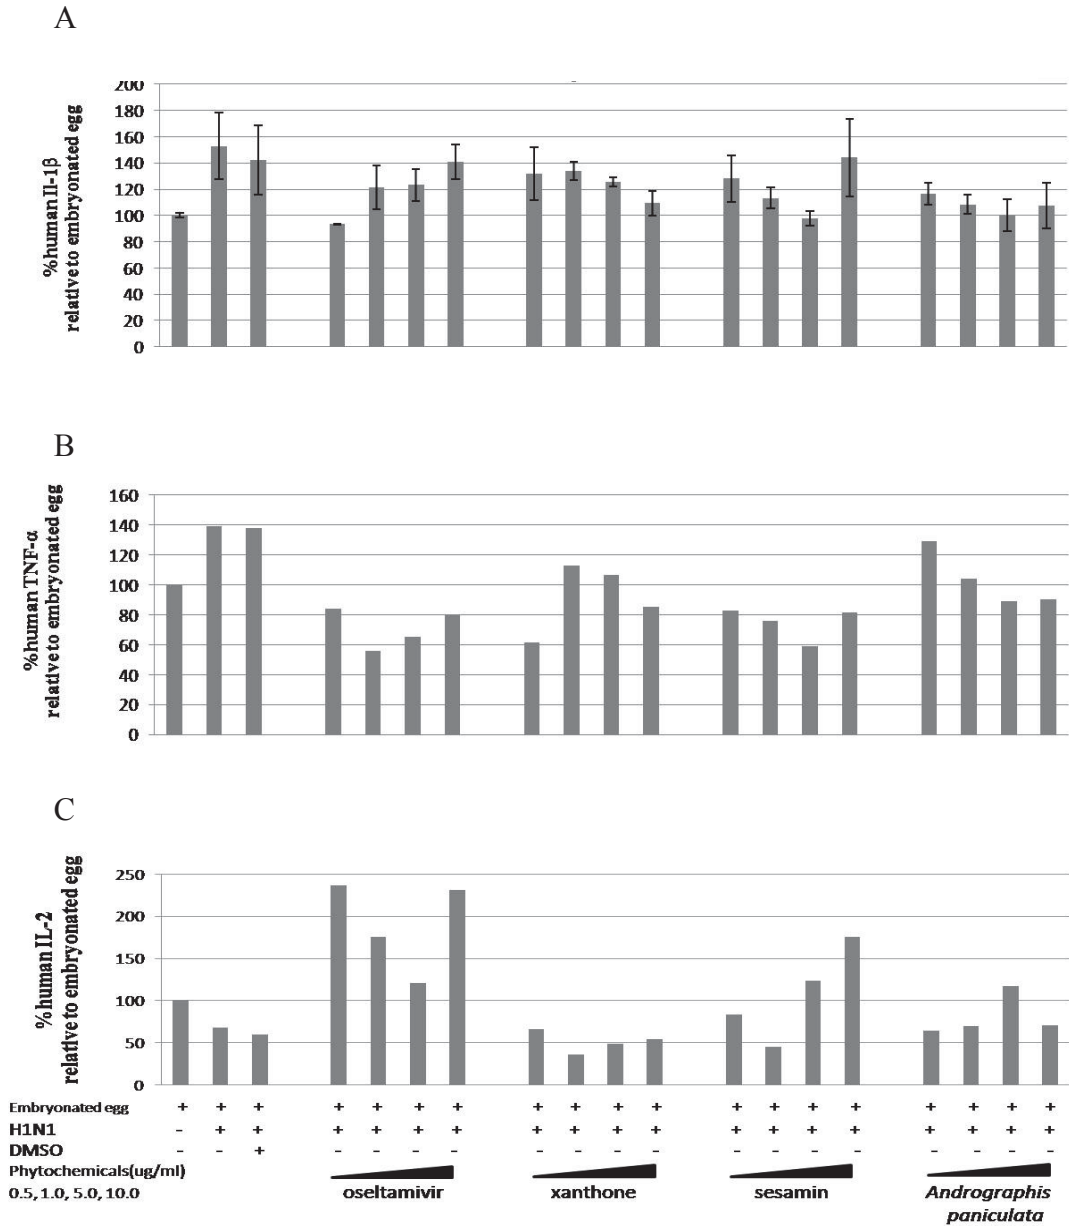 A
200
180
160
140
120
100
80
60
40
20
0
%human Il-1β
relative to embryonated egg
B
160
140
120
100
80
60
40
20
0
%human TNF-α
relative to embryonated egg
C
250
200
150
100
50
0
%human IL-2
relative to embryonated egg
Embryonated egg + + + + + + + + + + + + + + + + + + +
H1N1 - + + + + + + + + + + + + + + + + + +
DMSO - - + - - - - - - - - - - - - - - - -
Phytochemicals(ug/ml)
0.5, 1.0, 5.0, 10.0 oseltamivir xanthone sesamin Andrographis
paniculata